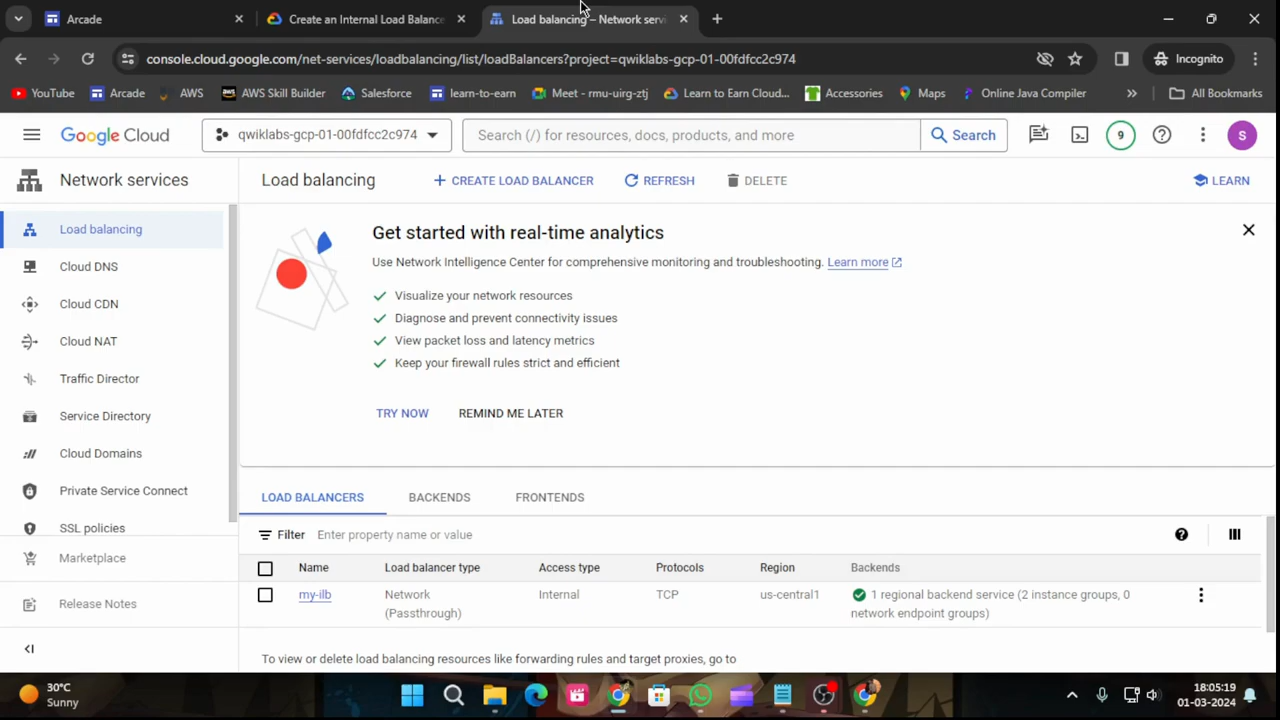 Arcade
Create an Internal Load Balance
Load balancing – Network servi
console.cloud.google.com/net-services/loadbalancing/list/loadBalancers?project=qwiklabs-gcp-01-00fdfcc2c974
Incognito
YouTube Arcade AWS AWS Skill Builder Salesforce learn-to-earn Meet - rmu-uirg-ztj Learn to Earn Cloud... Accessories Maps Online Java Compiler » All Bookmarks
Google Cloud qwiklabs-gcp-01-00fdfcc2c974 Search (/) for resources, docs, products, and more Search 9 S
Network services
Load balancing CREATE LOAD BALANCER REFRESH DELETE LEARN
Load balancing
Cloud DNS
Cloud CDN
Cloud NAT
Traffic Director
Service Directory
Cloud Domains
Private Service Connect
SSL policies
Marketplace
Release Notes
Get started with real-time analytics
Use Network Intelligence Center for comprehensive monitoring and troubleshooting. Learn more
Visualize your network resources
Diagnose and prevent connectivity issues
View packet loss and latency metrics
Keep your firewall rules strict and efficient
TRY NOW REMIND ME LATER
LOAD BALANCERS BACKENDS FRONTENDS
Filter Enter property name or value
Name Load balancer type Access type Protocols Region Backends
my-ilb Network Internal TCP us-central1 1 regional backend service (2 instance groups, 0
(Passthrough) network endpoint groups)
To view or delete load balancing resources like forwarding rules and target proxies, go to
30°C
Sunny
18:05:19
01-03-2024